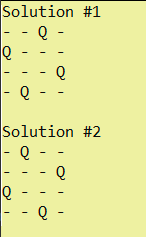 Solution #1
- - Q -
Q - - -
- - - Q
- Q - -

Solution #2
- Q - -
- - - Q
Q - - -
- - Q -